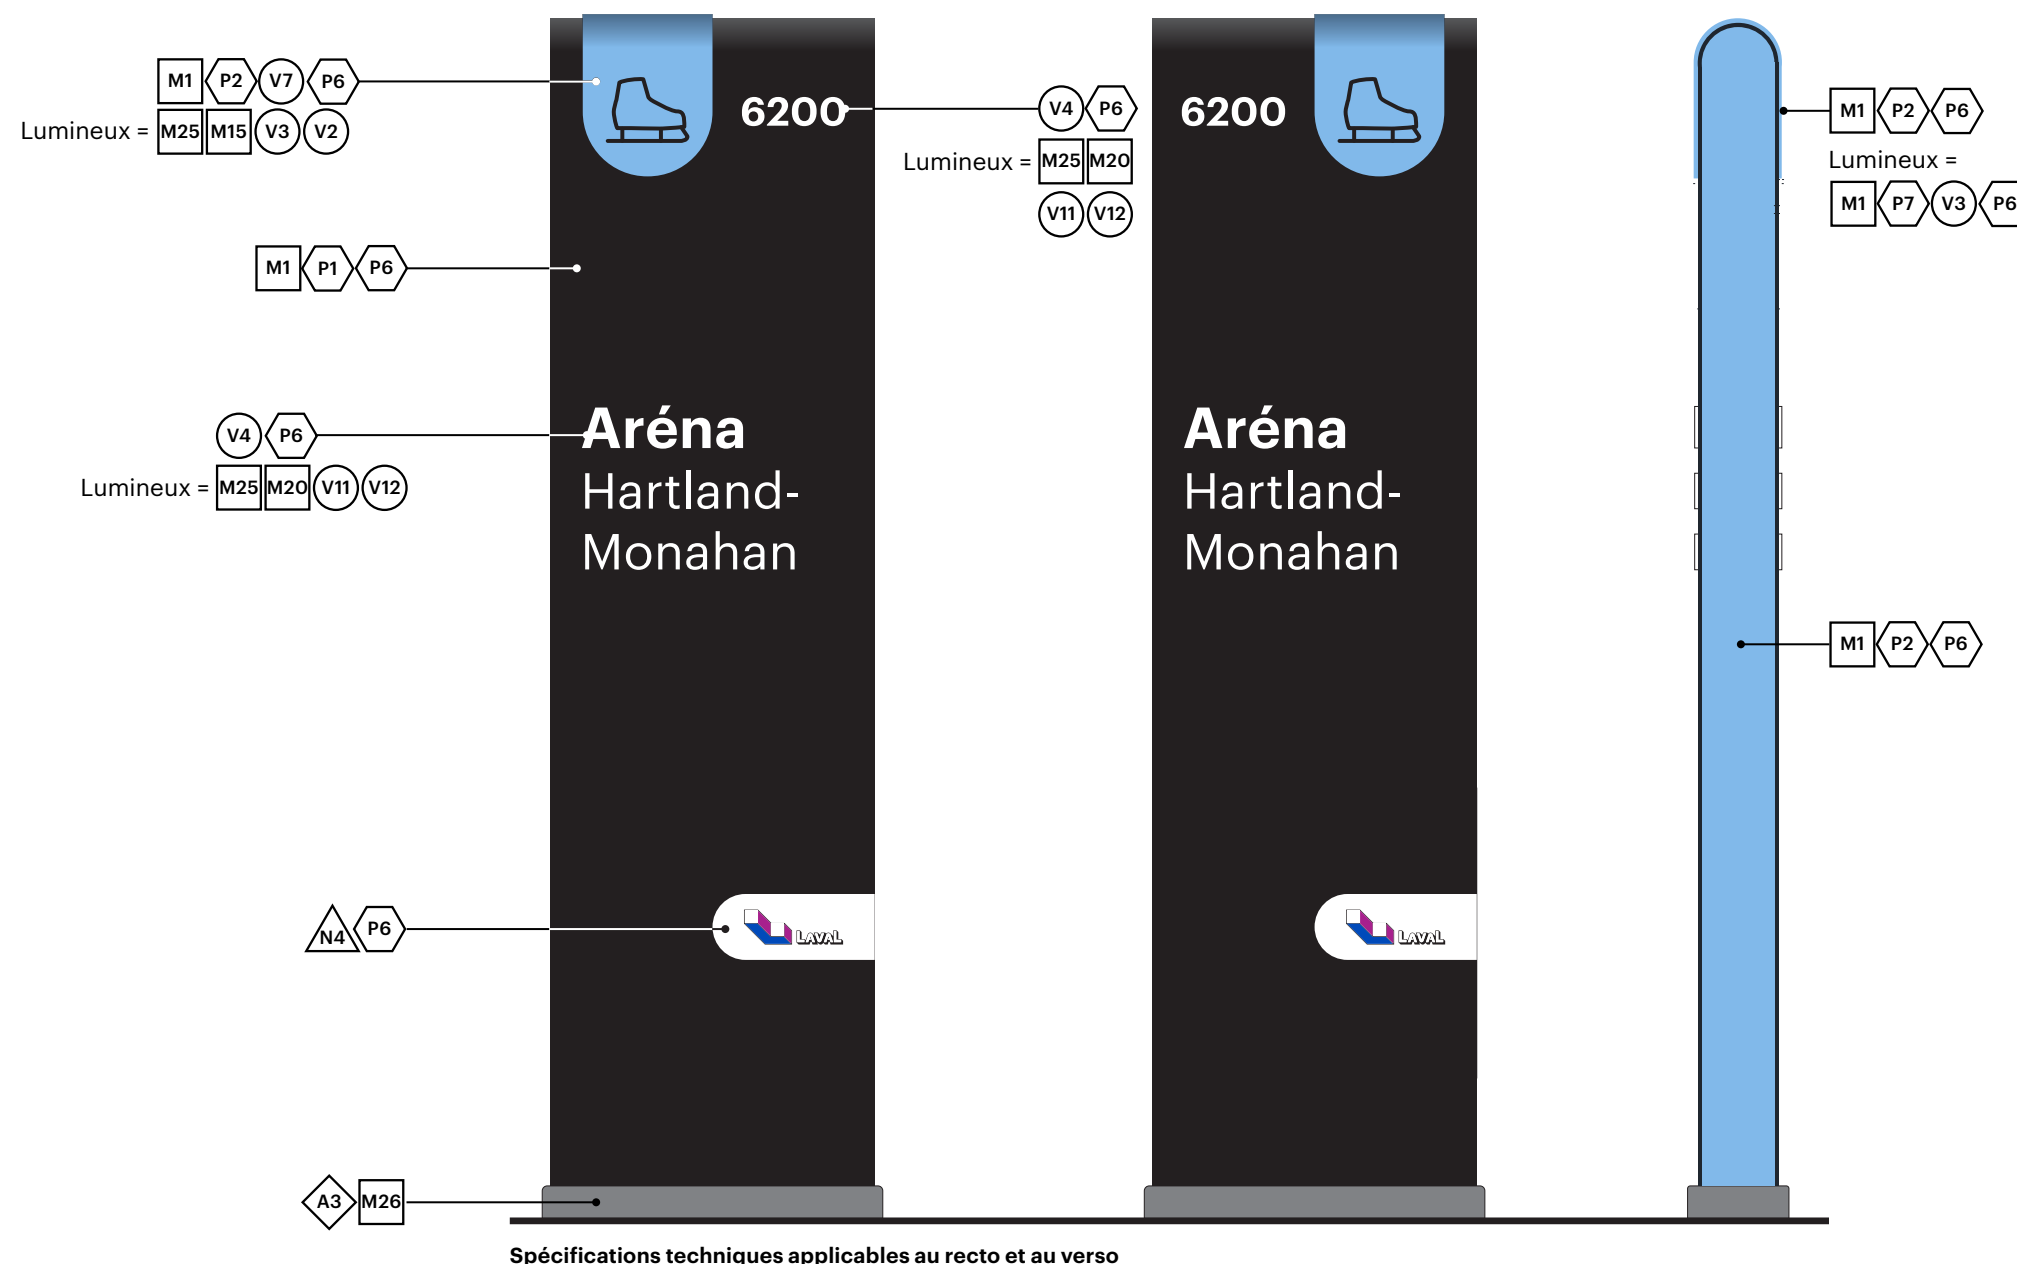 M1 P2 V7 P6
Lumineux = M25 M15 V3 V2
M1 P1 P6
V4 P6
Lumineux = M25 M20 V11 V12
N4 P6
A3 M26
6200
Aréna
Hartland-
Monahan
LAVAL
V4 P6
Lumineux = M25 M20
V11 V12
6200
Aréna
Hartland-
Monahan
LAVAL
M1 P2 P6
Lumineux =
M1 P7 V3 P6
M1 P2 P6
Spécifications techniques applicables au recto et au verso